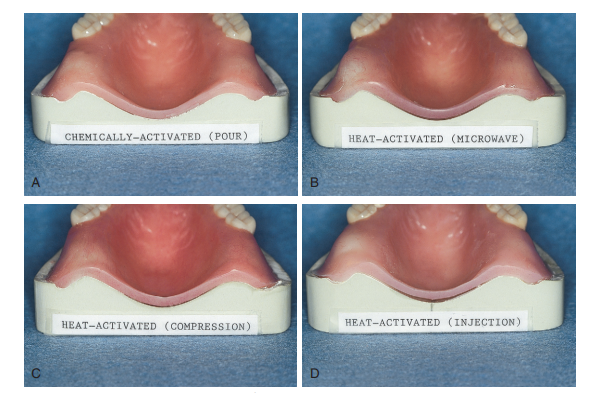 CHEMICALLY-ACTIVATED (POUR)
A
HEAT-ACTIVATED (MICROWAVE)
B
HEAT-ACTIVATED (COMPRESSION)
C
HEAT-ACTIVATED (INJECTION)
D